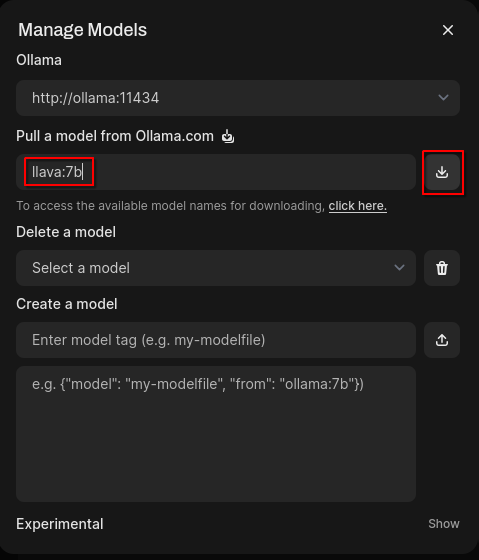 Manage Models
Ollama
http://ollama:11434
Pull a model from Ollama.com
llava:7b
To access the available model names for downloading, click here.
Delete a model
Select a model
Create a model
Enter model tag (e.g. my-modelfile)
e.g. {"model": "my-modelfile", "from": "ollama:7b"})
Experimental
Show